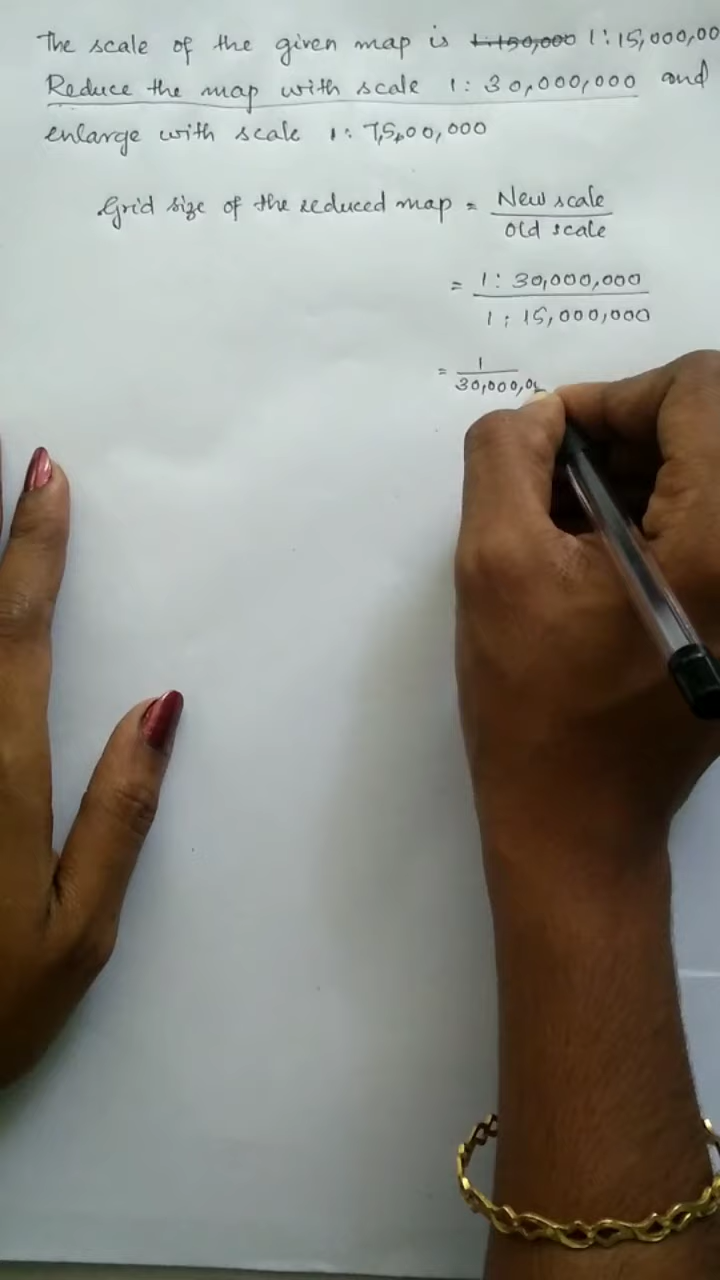 The scale of the given map is 1:150,000 1:15,000,00
Reduce the map with scale 1:30,000,000 and
enlarge with scale 1:7,5,00,000
Grid size of the reduced map = New scale
Old scale
= 1:30,000,000
1:15,000,000
= 1
30,000,0